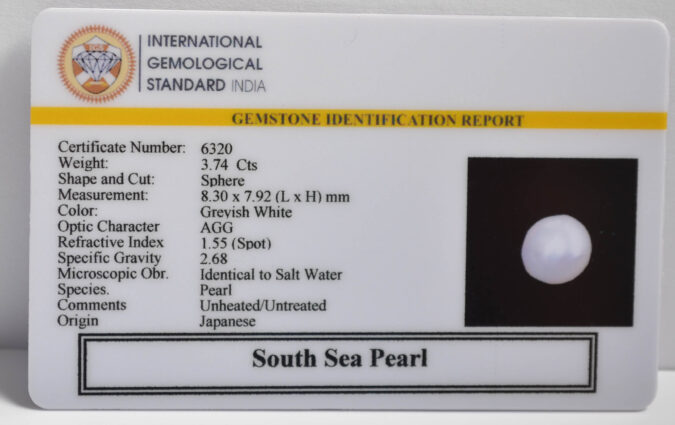 INTERNATIONAL
GEMOLOGICAL
STANDARD INDIA
GEMSTONE IDENTIFICATION REPORT
Certificate Number: 6320
Weight: 3.74 Cts
Shape and Cut: Sphere
Measurement: 8.30 x 7.92 (L x H) mm
Color: Greyish White
Optic Character AGG
Refractive Index 1.55 (Spot)
Specific Gravity 2.68
Microscopic Obr. Identical to Salt Water
Species. Pearl
Comments Unheated/Untreated
Origin Japanese
South Sea Pearl